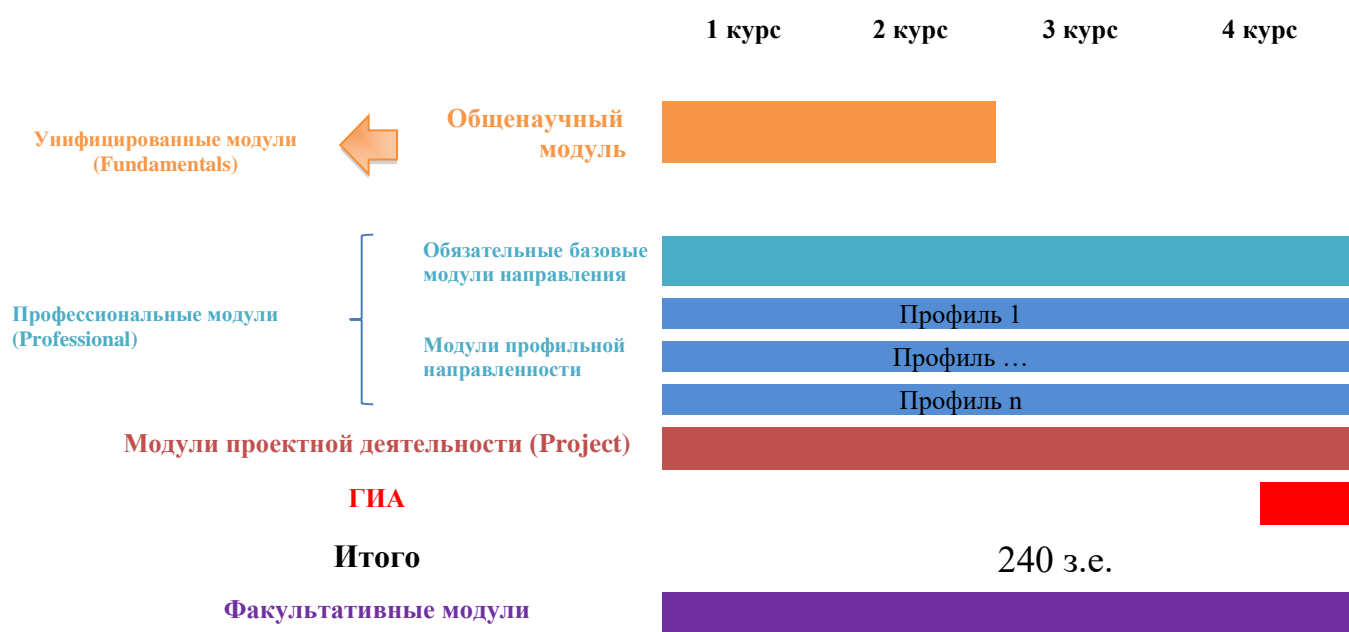 1 курс 2 курс 3 курс 4 курс
Общенаучный
модуль
Унифицированные модули
(Fundamentals)
Обязательные базовые
модули направления
Профессиональные модули
(Professional)
Профиль 1
Модули профильной
направленности
Профиль …
Профиль n
Модули проектной деятельности (Project)
ГИА
Итого 240 з.е.
Факультативные модули